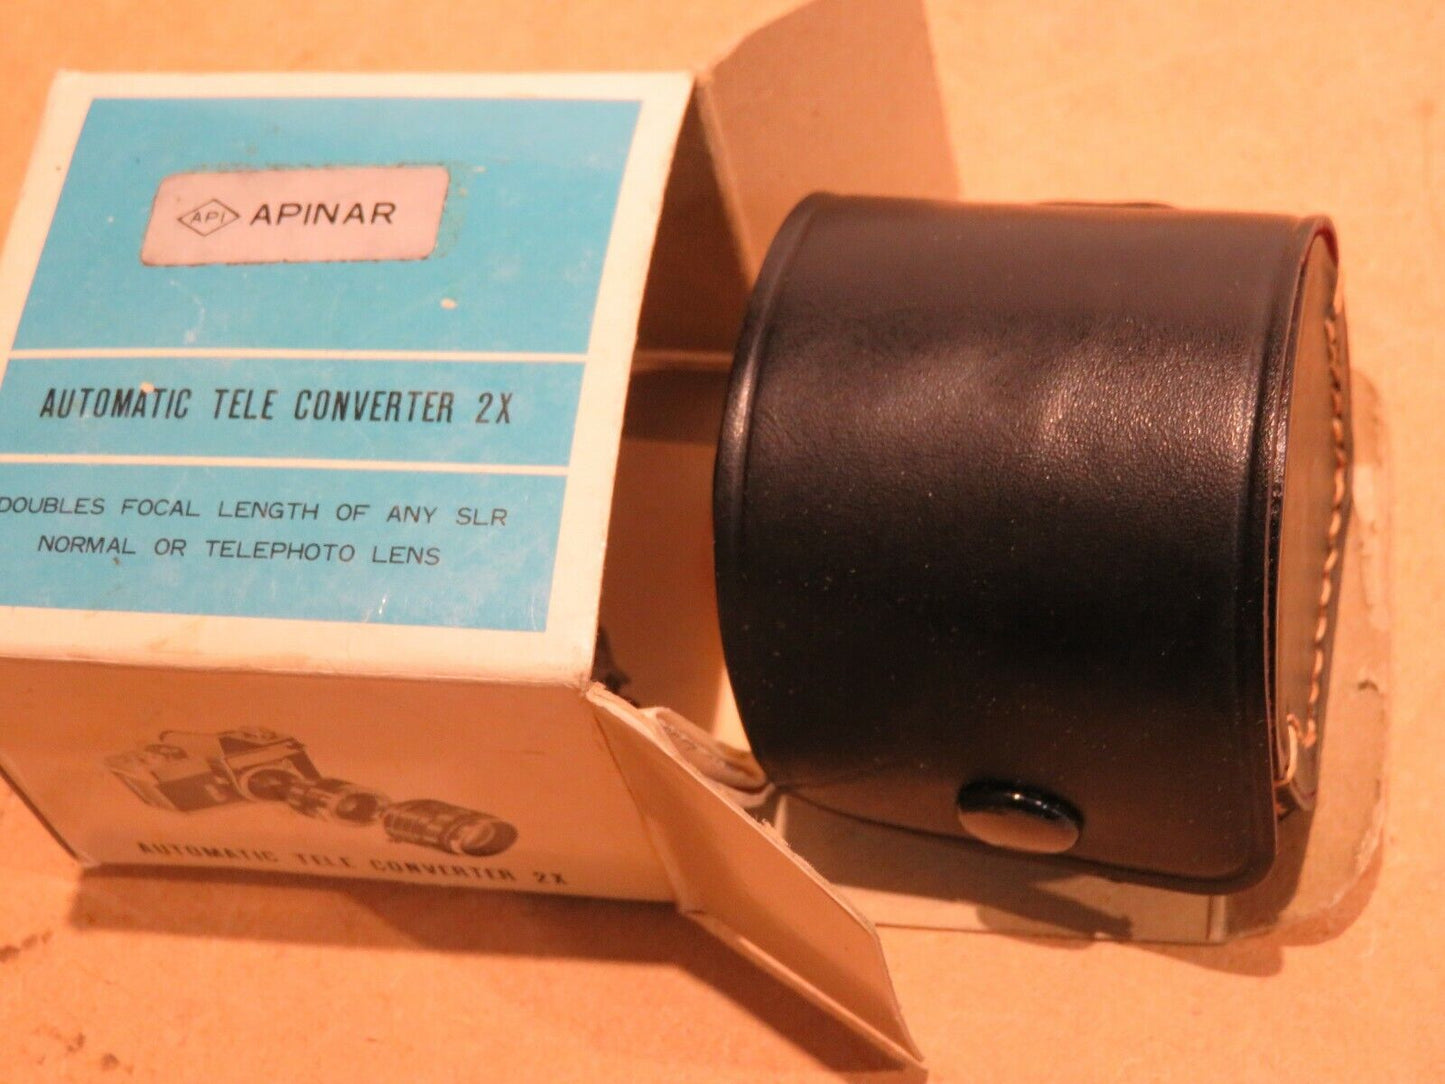 API APINAR
AUTOMATIC TELE CONVERTER 2X
DOUBLES FOCAL LENGTH OF ANY SLR
NORMAL OR TELEPHOTO LENS
AUTOMATIC TELE CONVERTER 2X